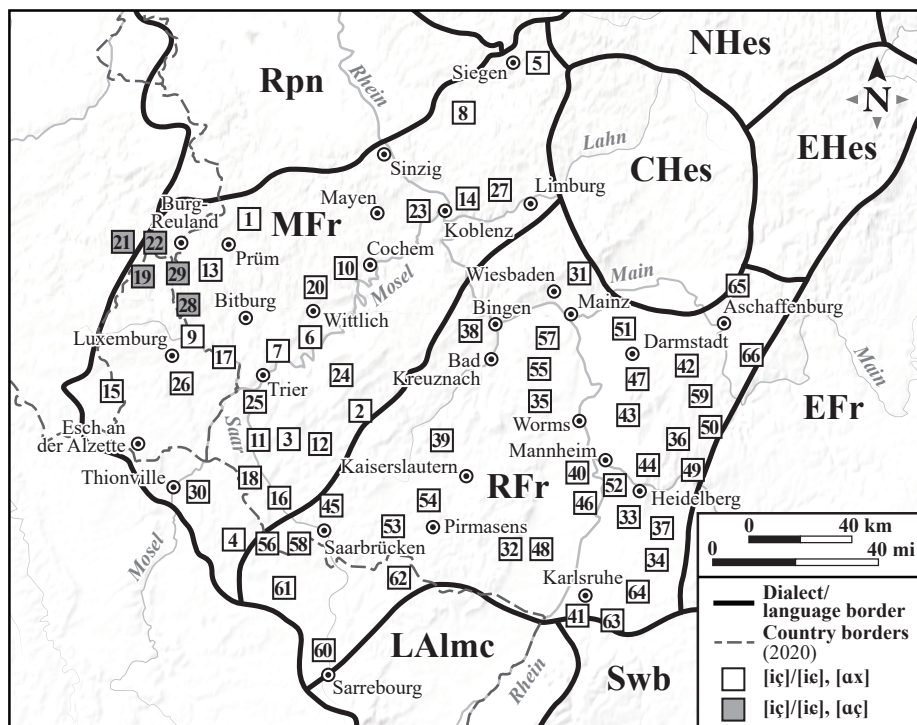 NHes
Siegen
5
Rpn
Rhein
N
8
EHes
Lahn
CHes
Sinzig
Mayen
14
27
Limburg
1
23
Koblenz
Burg-
Reuland
MFr
21
22
Prüm
Cochem
19
29
13
10
Wiesbaden
31
Main
65
28
Bitburg
20
Mosel
Bingen
Mainz
Aschaffenburg
Wittlich
9
6
38
57
51
Luxemburg
17
7
Bad
Kreuznach
Darmstadt
66
42
26
Trier
24
55
47
Main
15
25
35
59
2
Worms
43
EFr
Esch an
der Alzette
11
3
12
39
50
36
Saar
Mannheim
Kaiserslautern
40
44
49
Thionville
18
RFr
52
Heidelberg
30
16
45
54
46
33
37
Mosel
4
56
58
Saarbrücken
53
Pirmasens
32
48
34
61
62
Karlsruhe
64
41
63
60
LAlmc
Sarrebourg
Rhein
Swb
0 40 km
0 40 mi
Dialect/
language border
Country borders
(2020)
[iç]/[iɕ], [ɑx]
[iç]/[iɕ], [ɑç]